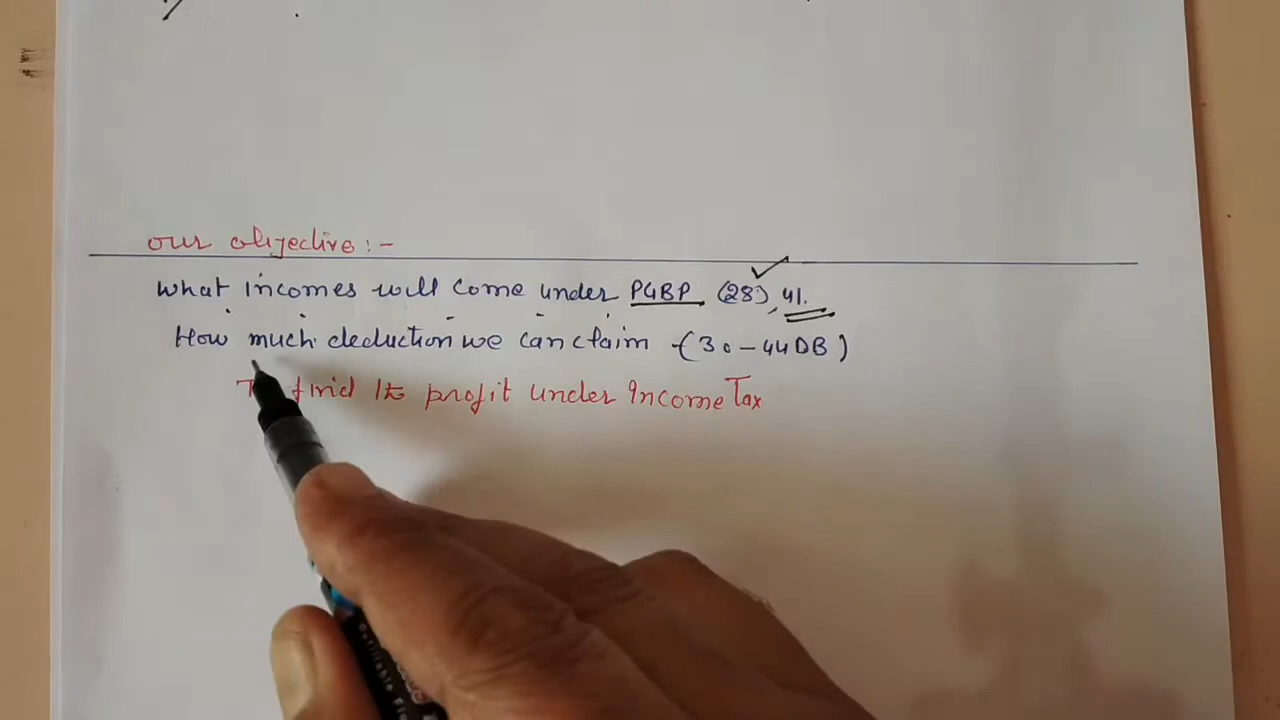 our objective:-
What incomes will come under PGBP (28), 41.
How much deduction we can claim - (30-44DB)
To find its profit under Income Tax